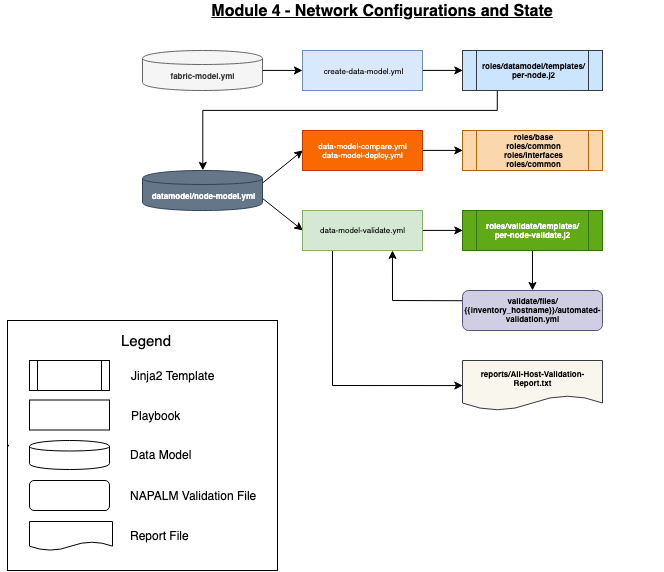 Module 4 - Network Configurations and State
fabric-model.yml
create-data-model.yml
roles/datamodel/templates/
per-node.j2
data-model-compare.yml
data-model-deploy.yml
roles/base
roles/common
roles/interfaces
roles/common
datamodel/node-model.yml
data-model-validate.yml
roles/validate/templates/
per-node-validate.j2
validate/files/
{{inventory_hostname}}/automated-
validation.yml
reports/All-Host-Validation-
Report.txt
Legend
Jinja2 Template
Playbook
Data Model
NAPALM Validation File
Report File